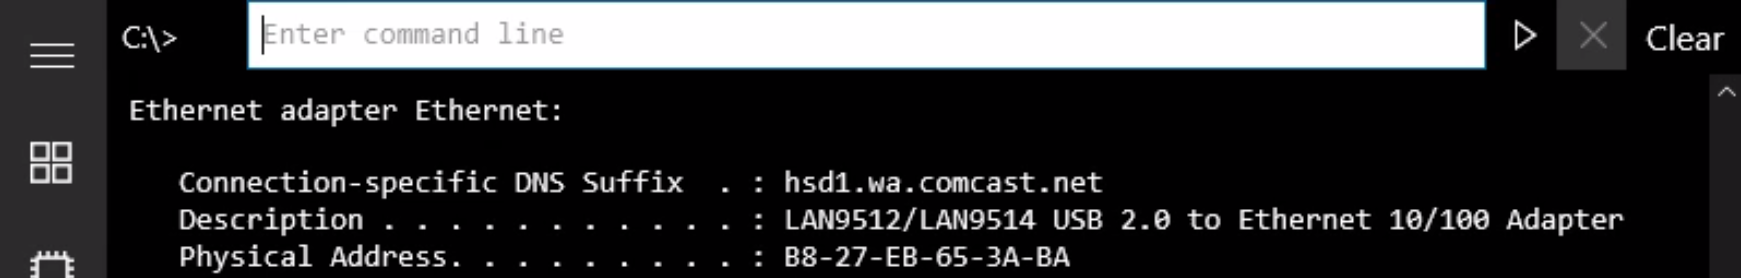 C:\>
Enter command line
Clear
Ethernet adapter Ethernet:
Connection-specific DNS Suffix . : hsd1.wa.comcast.net
Description . . . . . . . . . . . : LAN9512/LAN9514 USB 2.0 to Ethernet 10/100 Adapter
Physical Address. . . . . . . . . : B8-27-EB-65-3A-BA